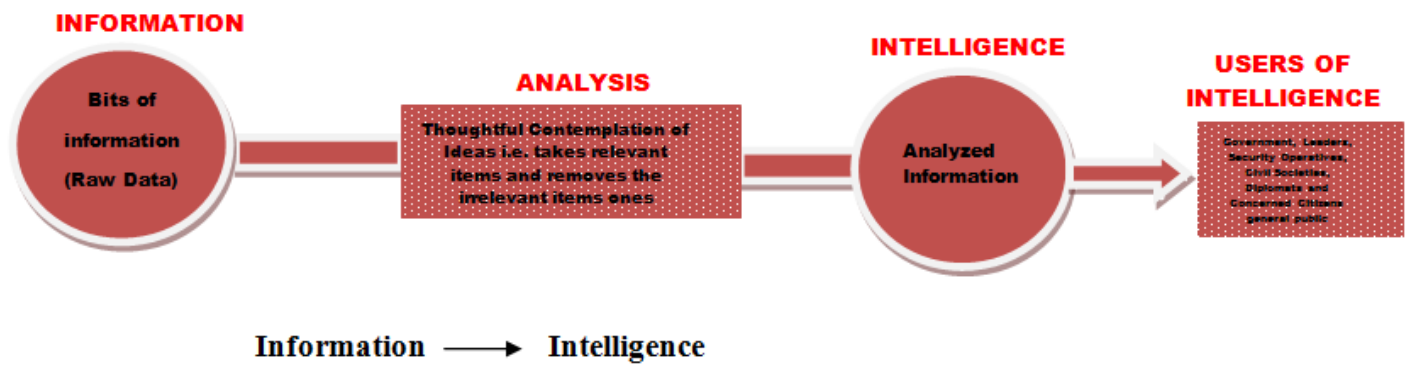 INFORMATION
Bits of
information
(Raw Data)
ANALYSIS
Thoughtful Contemplation of
Ideas i.e. takes relevant
items and removes the
irrelevant items ones
INTELLIGENCE
Analyzed
Information
USERS OF
INTELLIGENCE
Government, Leaders,
Security Operatives,
Civil Societies,
Diplomats and
Concerned Citizens
general public
Information → Intelligence